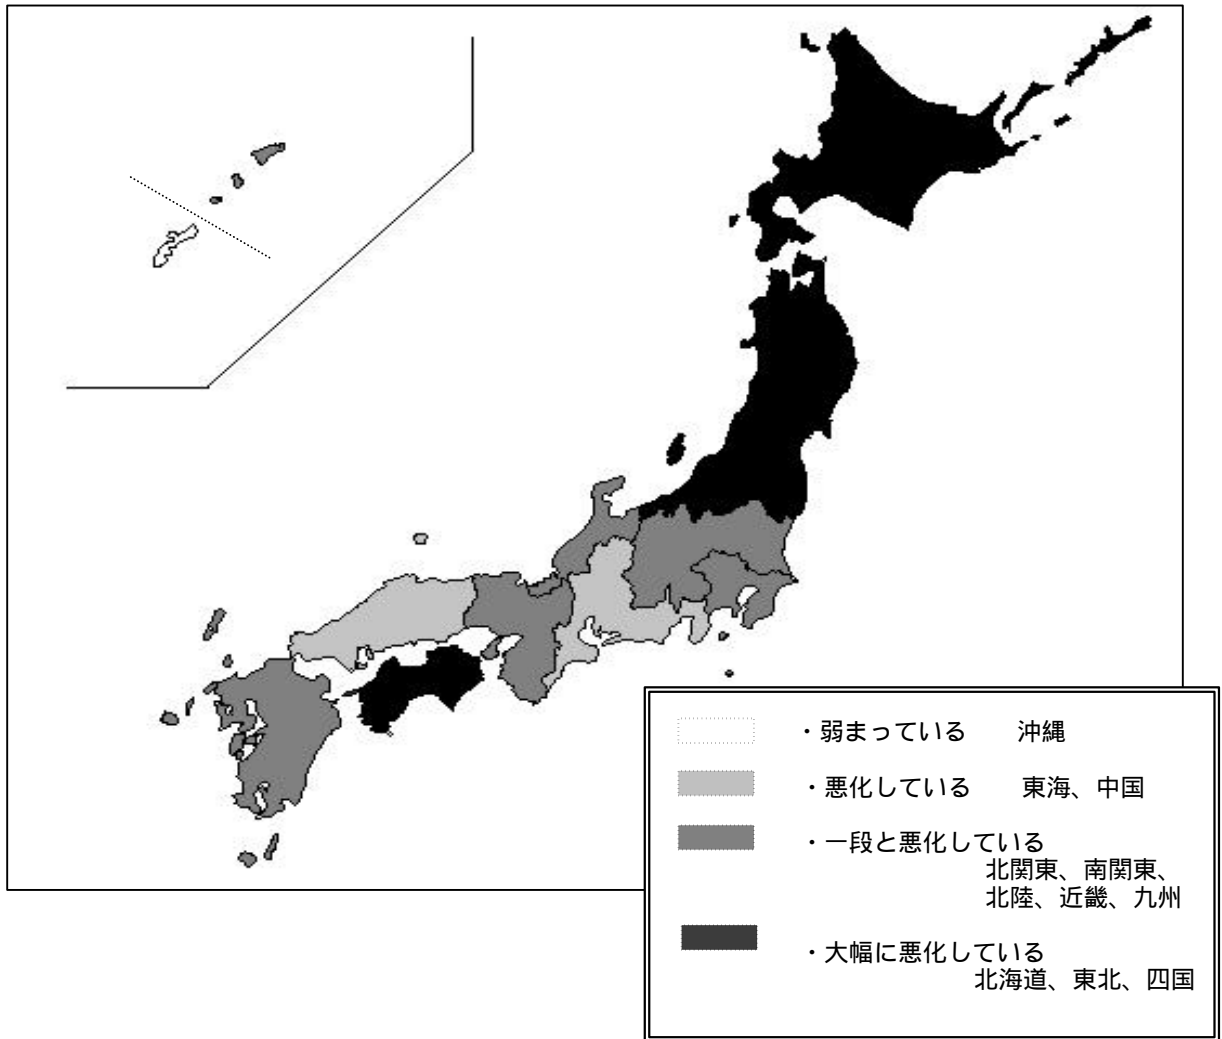 ・弱まっている　　沖縄
・悪化している　　東海、中国
・一段と悪化している
北関東、南関東、
北陸、近畿、九州
・大幅に悪化している
北海道、東北、四国